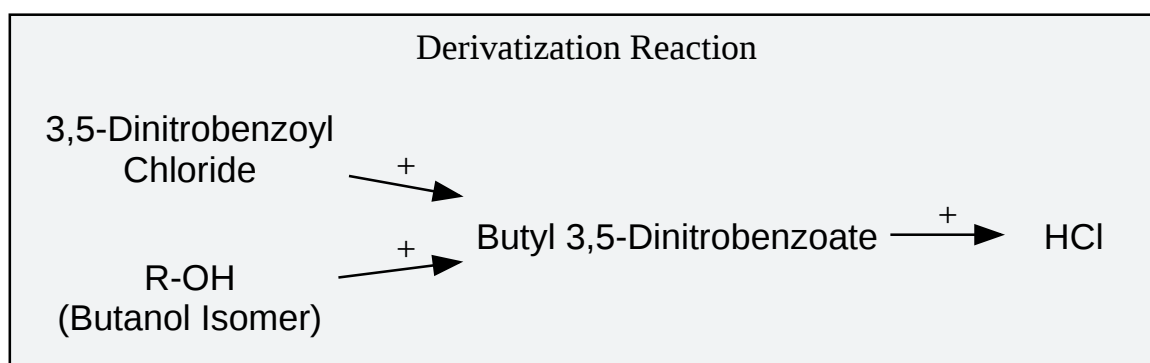 Derivatization Reaction
3,5-Dinitrobenzoyl
Chloride
+
+
R-OH
(Butanol Isomer)
Butyl 3,5-Dinitrobenzoate
+
HCl